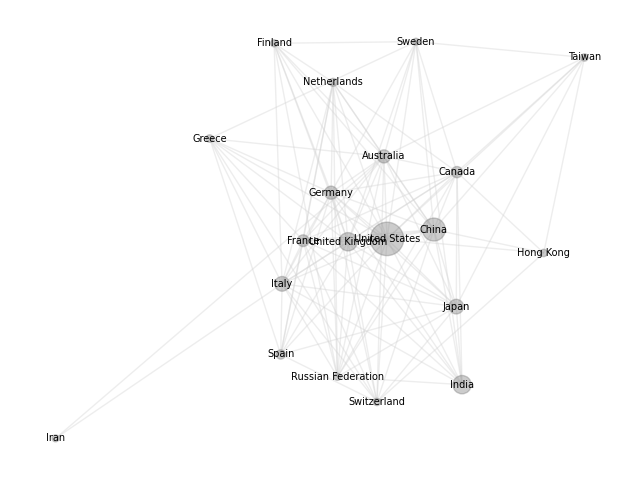 Finland
Sweden
Taiwan
Netherlands
Greece
Australia
Canada
Germany
China
France
United Kingdom
United States
Hong Kong
Italy
Japan
Spain
Russian Federation
India
Switzerland
Iran